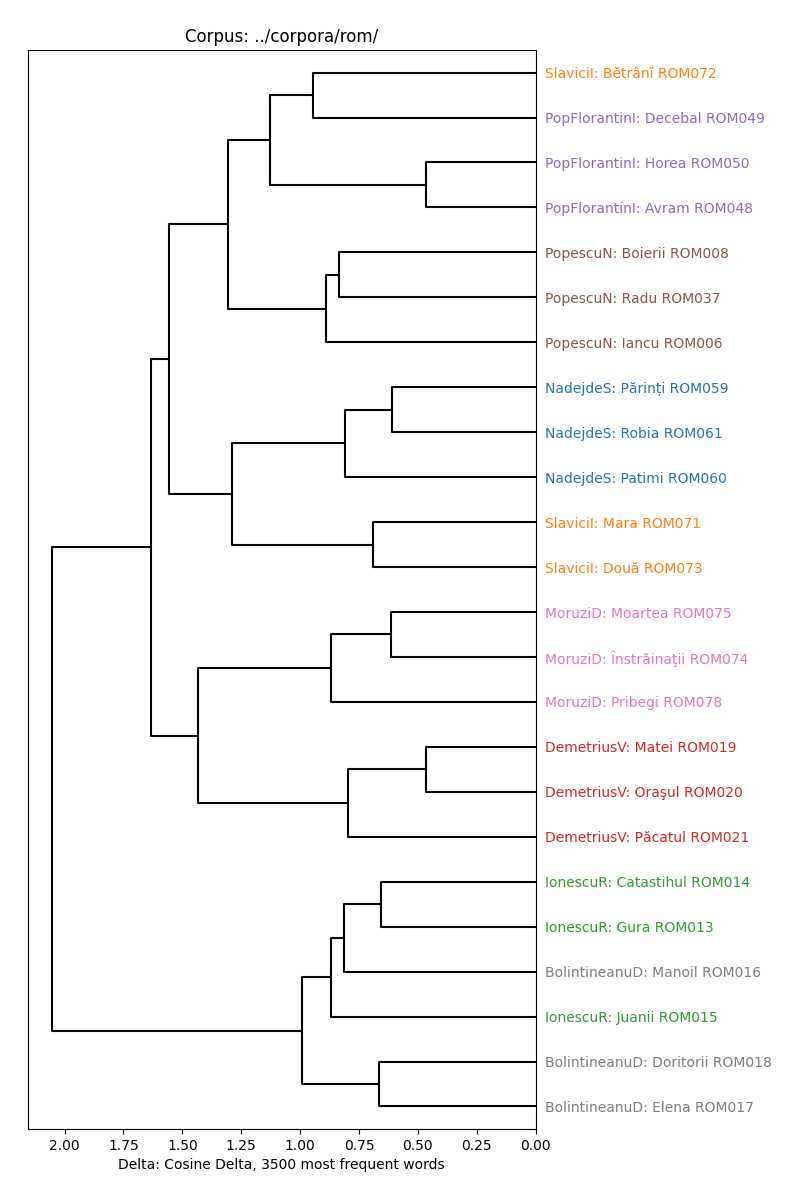 Corpus: ../corpora/rom/
SlaviciI: Bĕtrânĭ ROM072
PopFlorantinI: Decebal ROM049
PopFlorantinI: Horea ROM050
PopFlorantinI: Avram ROM048
PopescuN: Boierii ROM008
PopescuN: Radu ROM037
PopescuN: Iancu ROM006
NadejdeS: Părinți ROM059
NadejdeS: Robia ROM061
NadejdeS: Patimi ROM060
SlaviciI: Mara ROM071
SlaviciI: Două ROM073
MoruziD: Moartea ROM075
MoruziD: Înstrăinaţii ROM074
MoruziD: Pribegi ROM078
DemetriusV: Matei ROM019
DemetriusV: Oraşul ROM020
DemetriusV: Păcatul ROM021
IonescuR: Catastihul ROM014
IonescuR: Gura ROM013
BolintineanuD: Manoil ROM016
IonescuR: Juanii ROM015
BolintineanuD: Doritorii ROM018
BolintineanuD: Elena ROM017
2.00 1.75 1.50 1.25 1.00 0.75 0.50 0.25 0.00
Delta: Cosine Delta, 3500 most frequent words